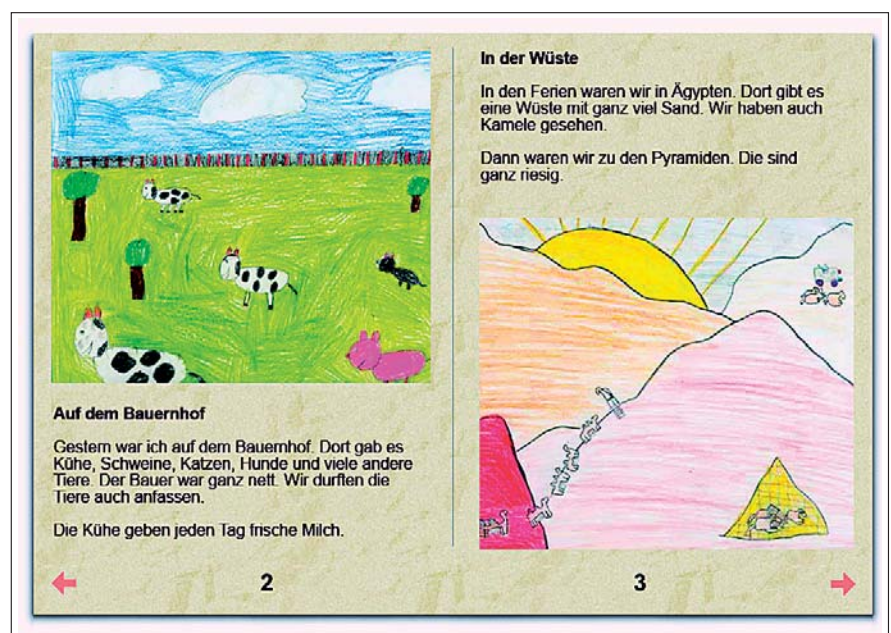 Auf dem Bauernhof
Gestern war ich auf dem Bauernhof. Dort gab es
Kühe, Schweine, Katzen, Hunde und viele andere
Tiere. Der Bauer war ganz nett. Wir durften die
Tiere auch anfassen.
Die Kühe geben jeden Tag frische Milch.
2
In der Wüste
In den Ferien waren wir in Ägypten. Dort gibt es
eine Wüste mit ganz viel Sand. Wir haben auch
Kamele gesehen.
Dann waren wir zu den Pyramiden. Die sind
ganz riesig.
3